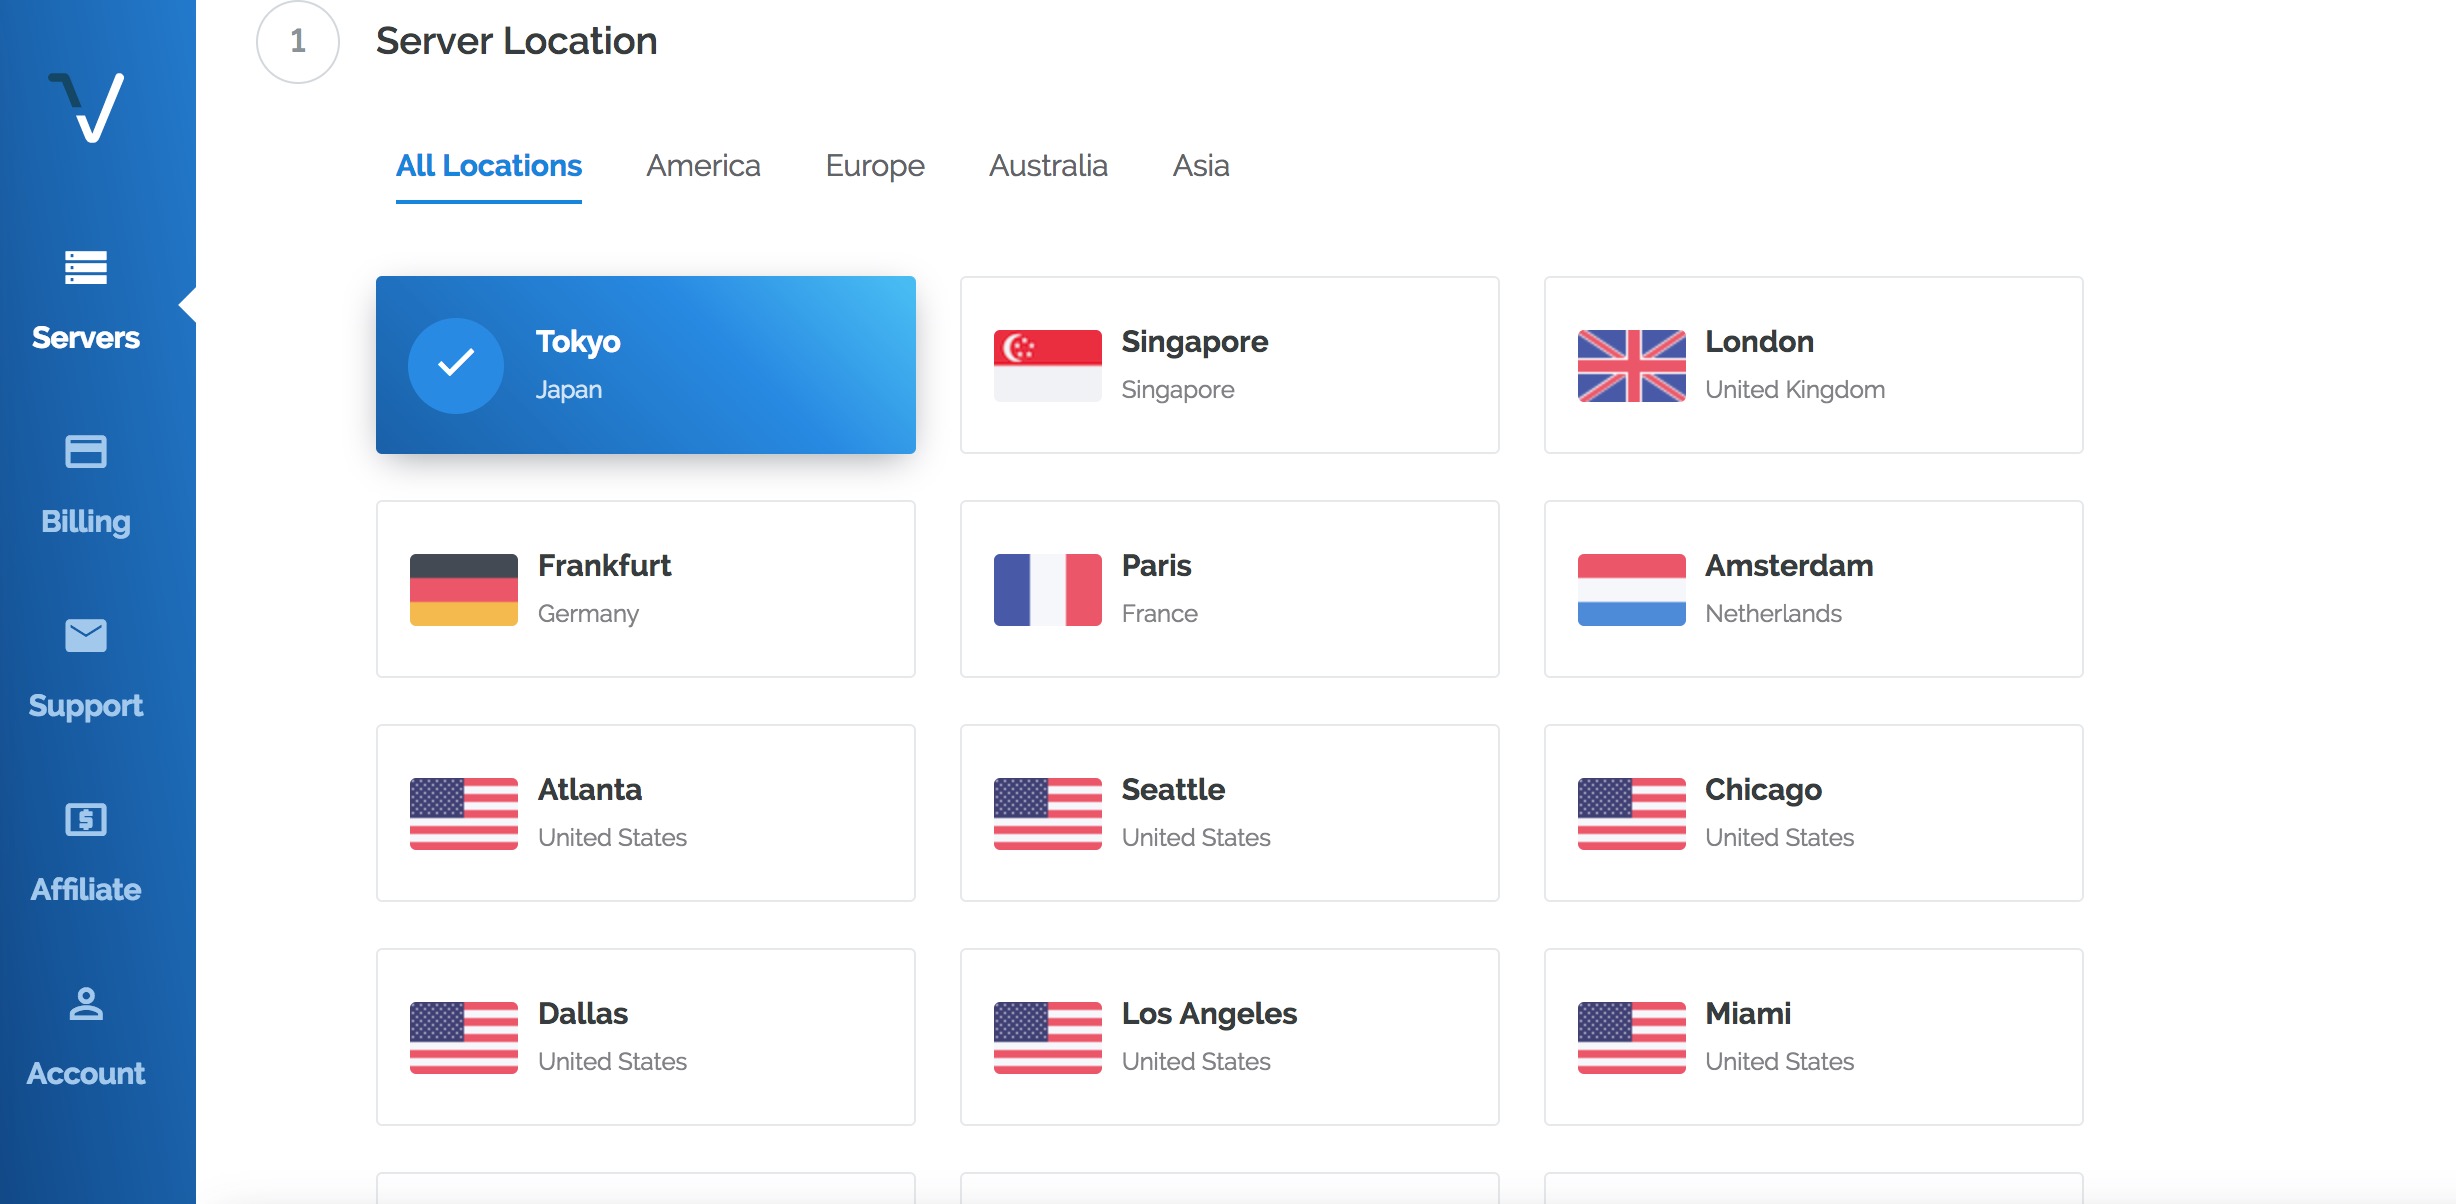 1
Server Location
All Locations
America
Europe
Australia
Asia
Servers
Billing
Support
Affiliate
Account
Tokyo
Japan
Singapore
Singapore
London
United Kingdom
Frankfurt
Germany
Paris
France
Amsterdam
Netherlands
Atlanta
United States
Seattle
United States
Chicago
United States
Dallas
United States
Los Angeles
United States
Miami
United States